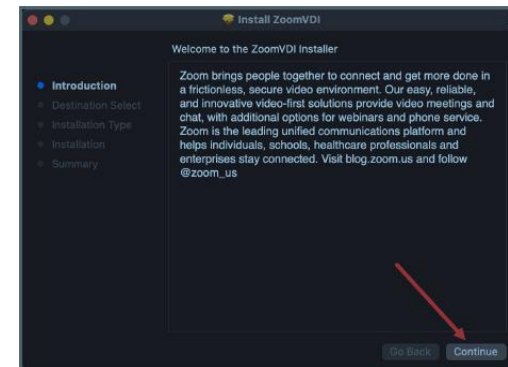 Install ZoomVDI
Welcome to the ZoomVDI Installer
Introduction
Destination Select
Installation Type
Installation
Summary
Zoom brings people together to connect and get more done in
a frictionless, secure video environment. Our easy, reliable,
and innovative video-first solutions provide video meetings and
chat, with additional options for webinars and phone service.
Zoom is the leading unified communications platform and
helps individuals, schools, healthcare professionals and
enterprises stay connected. Visit blog.zoom.us and follow
@zoom_us
Go Back
Continue